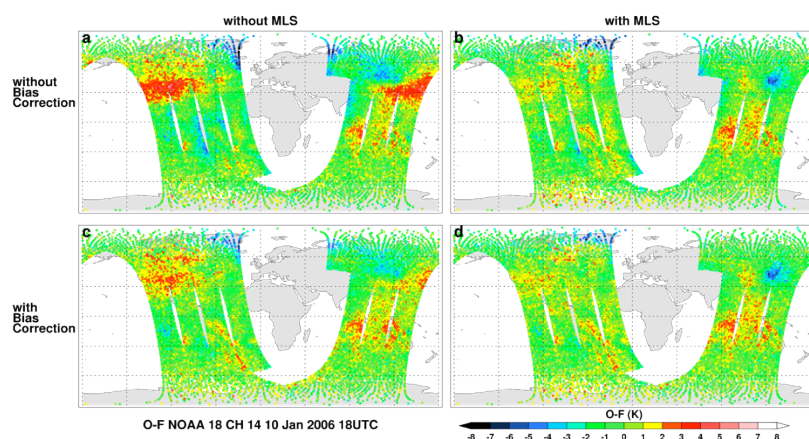 without MLS
with MLS
a
b
without
Bias
Correction
c
d
with
Bias
Correction
O-F NOAA 18 CH 14 10 Jan 2006 18UTC
O-F (K)
-8 -7 -6 -5 -4 -3 -2 -1 0 1 2 3 4 5 6 7 8